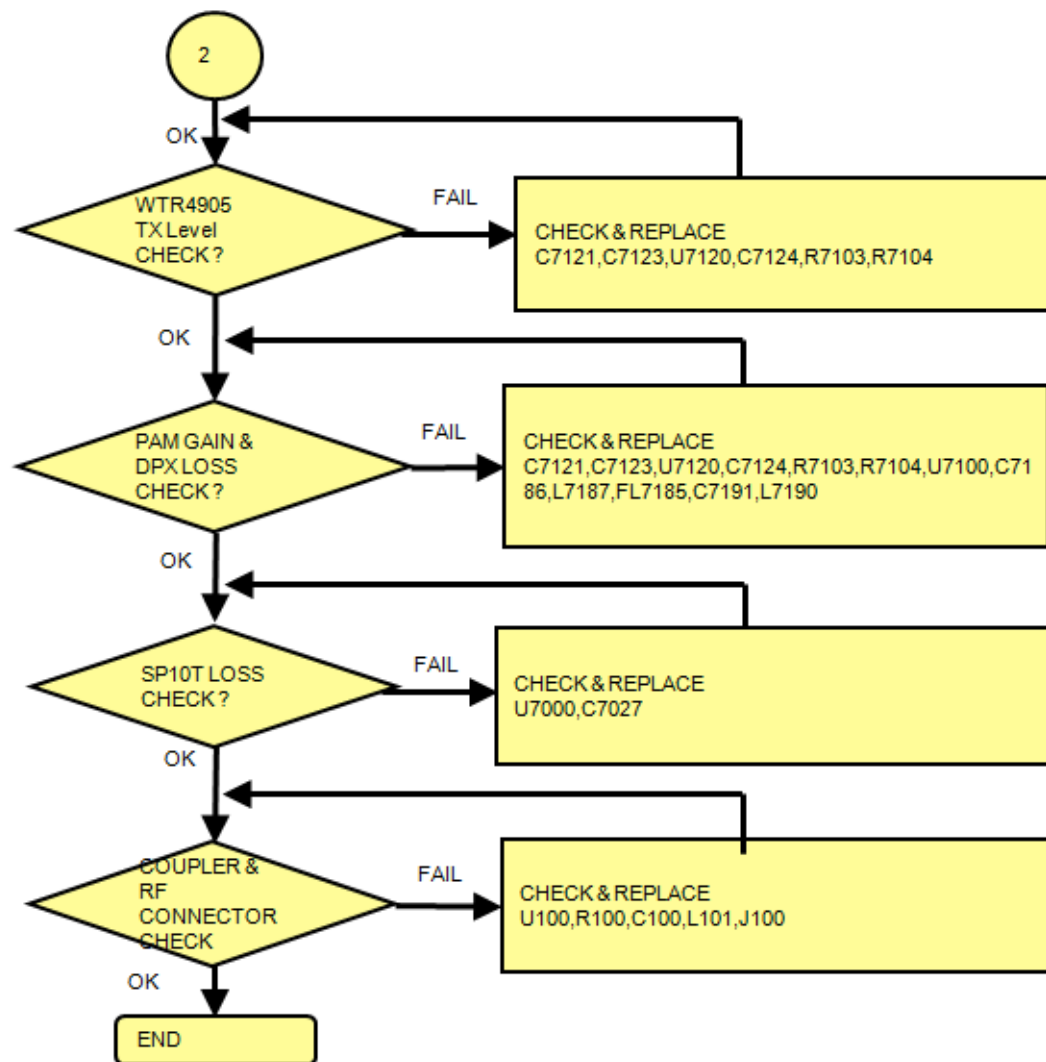 2
OK
WTR4905
TX Level
CHECK ?
FAIL
CHECK & REPLACE
C7121,C7123,U7120,C7124,R7103,R7104
OK
PAM GAIN &
DPX LOSS
CHECK ?
FAIL
CHECK & REPLACE
C7121,C7123,U7120,C7124,R7103,R7104,U7100,C71
86,L7187,FL7185,C7191,L7190
OK
SP10T LOSS
CHECK ?
FAIL
CHECK & REPLACE
U7000,C7027
OK
COUPLER &
RF
CONNECTOR
CHECK
FAIL
CHECK & REPLACE
U100,R100,C100,L101,J100
OK
END